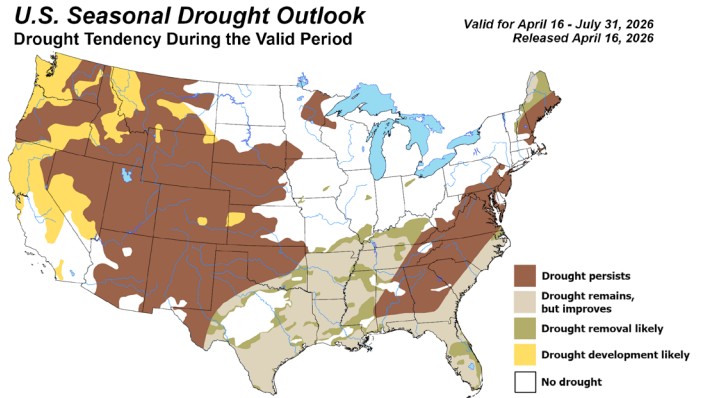 U.S. Seasonal Drought Outlook
Drought Tendency During the Valid Period
Valid for April 16 - July 31, 2026
Released April 16, 2026
Drought persists
Drought remains,
but improves
Drought removal likely
Drought development likely
No drought